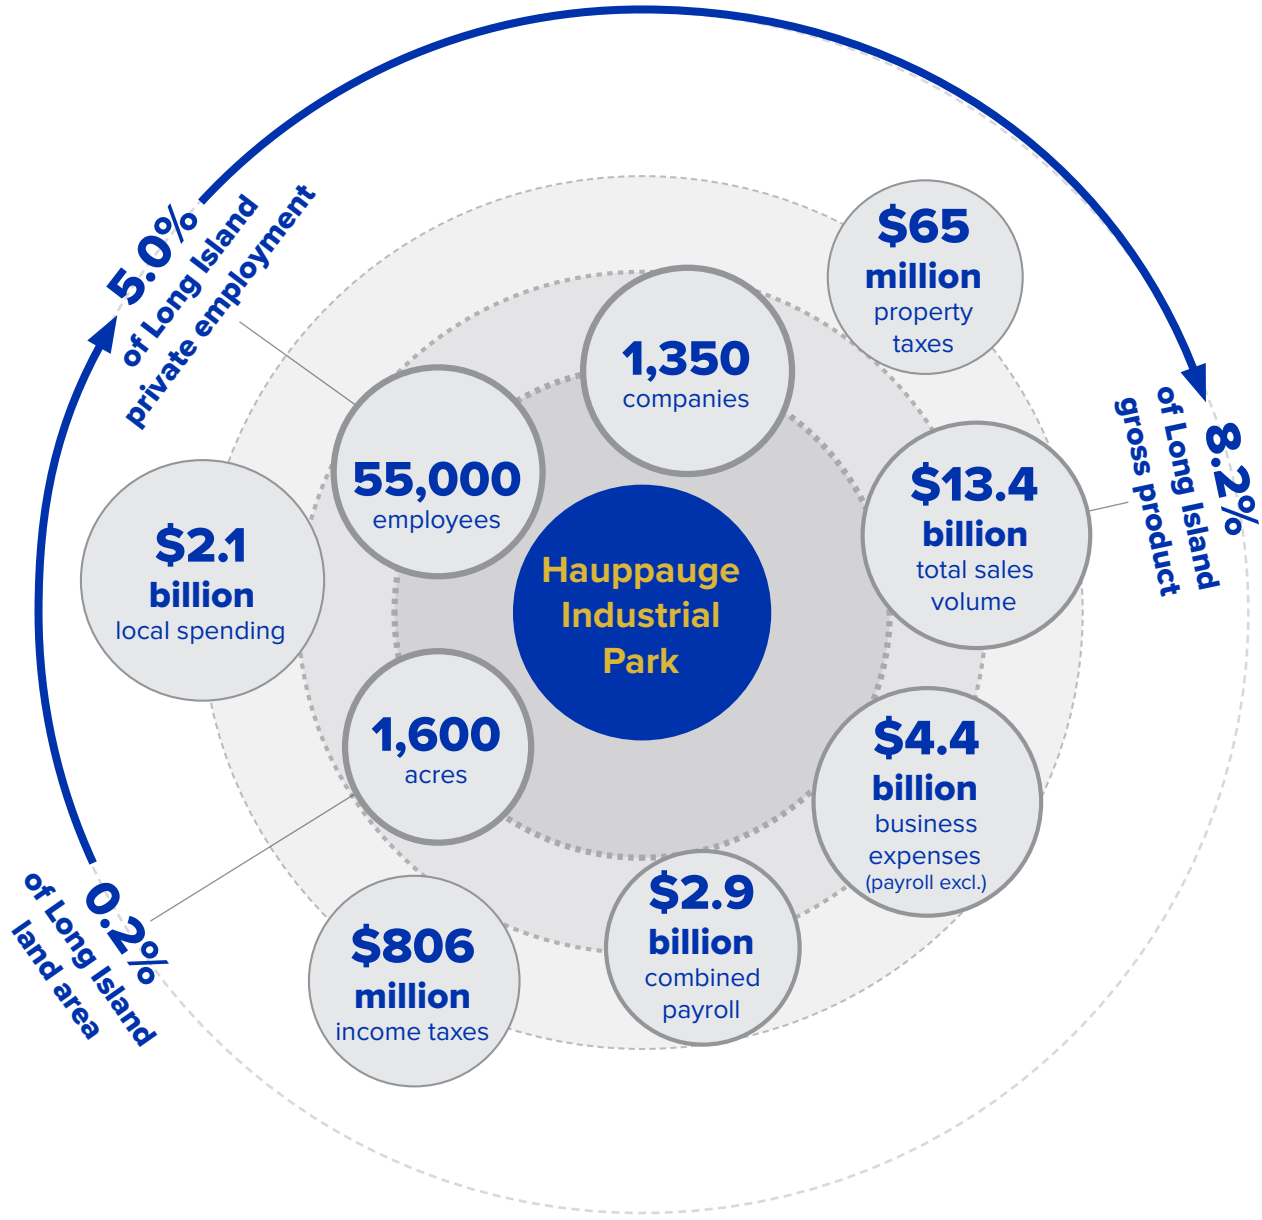 5.0%
of Long Island
private employment
$65
million
property
taxes
1,350
companies
8.2%
of Long Island
gross product
55,000
employees
$13.4
billion
total sales
volume
$2.1
billion
local spending
Hauppauge
Industrial
Park
1,600
acres
$4.4
billion
business
expenses
(payroll excl.)
0.2%
of Long Island
land area
$2.9
billion
combined
payroll
$806
million
income taxes